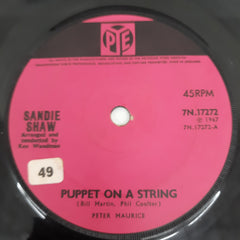 PYE
45RPM
SANDIE
SHAW
Arranged and
conducted by
Ken Woodman
7N.17272
℗ 1967
7N.17272-A
49
PUPPET ON A STRING
(Bill Martin, Phil Coulter)
PETER MAURICE